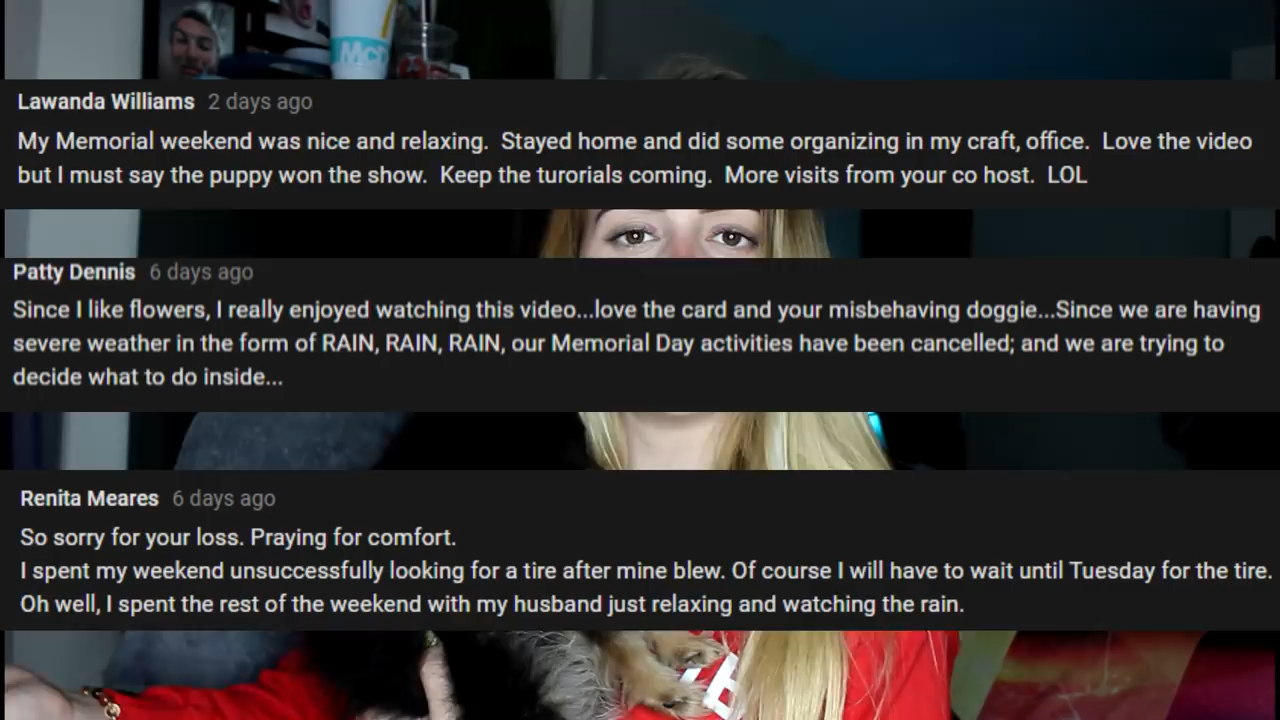 McD
Lawanda Williams 2 days ago
My Memorial weekend was nice and relaxing. Stayed home and did some organizing in my craft, office. Love the video
but I must say the puppy won the show. Keep the turorials coming. More visits from your co host. LOL
Patty Dennis 6 days ago
Since I like flowers, I really enjoyed watching this video...love the card and your misbehaving doggie...Since we are having
severe weather in the form of RAIN, RAIN, RAIN, our Memorial Day activities have been cancelled; and we are trying to
decide what to do inside...
Renita Meares 6 days ago
So sorry for your loss. Praying for comfort.
I spent my weekend unsuccessfully looking for a tire after mine blew. Of course I will have to wait until Tuesday for the tire.
Oh well, I spent the rest of the weekend with my husband just relaxing and watching the rain.